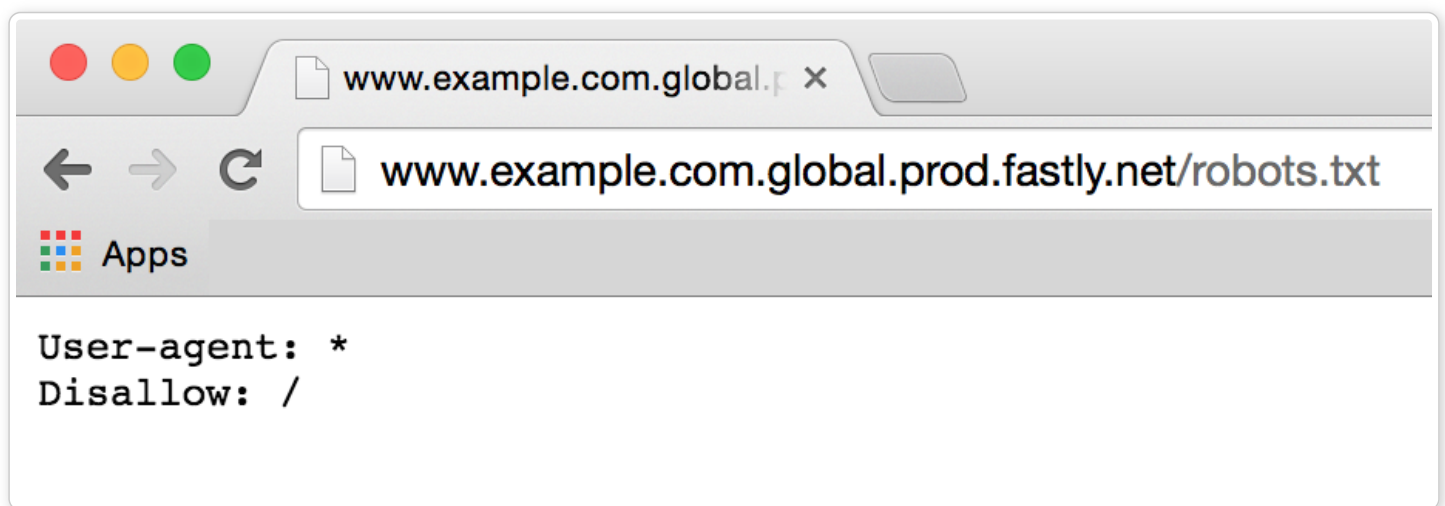 www.example.com.global.p
www.example.com.global.prod.fastly.net/robots.txt
Apps
User-agent: *
Disallow: /